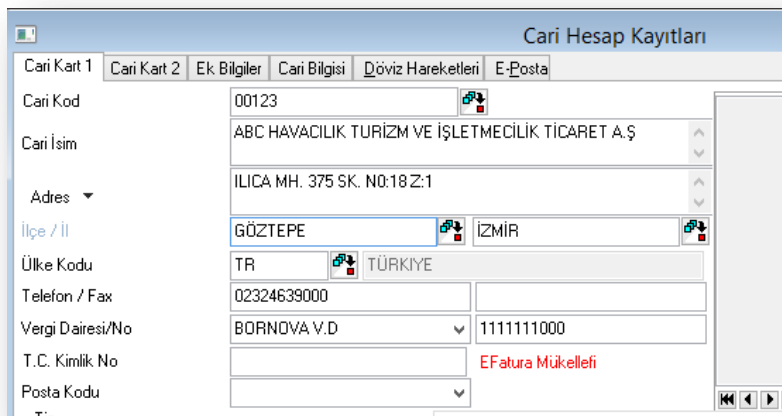 Cari Hesap Kayıtları
Cari Kart 1 Cari Kart 2 Ek Bilgiler Cari Bilgisi Döviz Hareketleri E-Posta
Cari Kod 00123
Cari İsim ABC HAVACILIK TURİZM VE İŞLETMECİLİK TİCARET A.Ş
Adres ILICA MH. 375 SK. N0:18 Z:1
İlçe / İl GÖZTEPE İZMİR
Ülke Kodu TR TÜRKIYE
Telefon / Fax 02324639000
Vergi Dairesi/No BORNOVA V.D 1111111000
T.C. Kimlik No EFatura Mükellefi
Posta Kodu